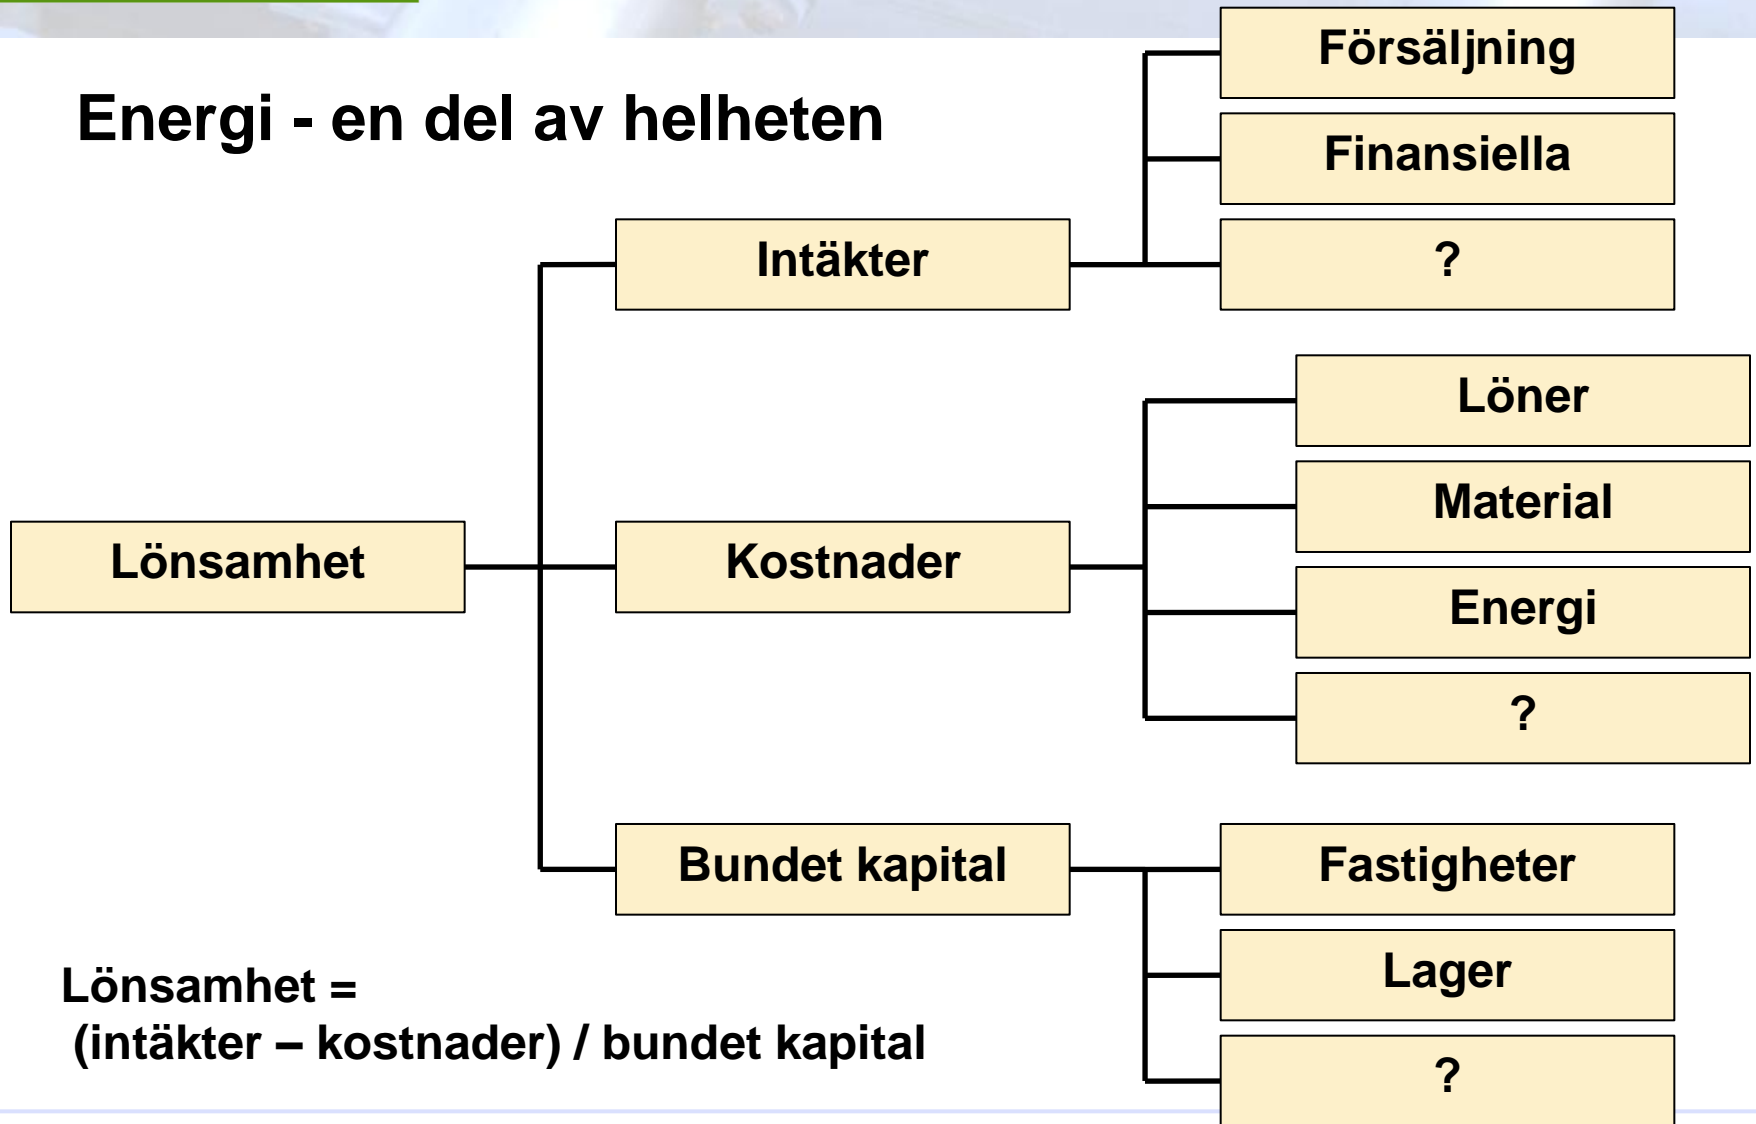 Energi - en del av helheten
Försäljning
Finansiella
Intäkter
?
Löner
Material
Lönsamhet
Kostnader
Energi
?
Bundet kapital
Fastigheter
Lager
?
Lönsamhet =
(intäkter – kostnader) / bundet kapital